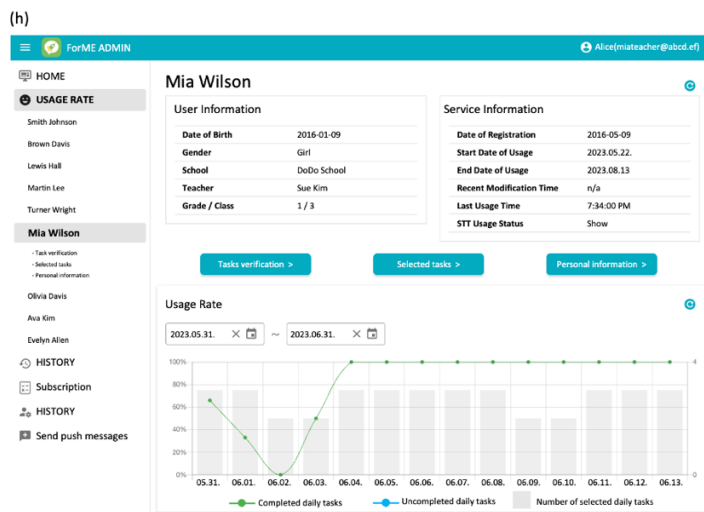 (h)
ForME ADMIN
Alice(miateacher@abcd.ef)
HOME
USAGE RATE
Smith Johnson
Brown Davis
Lewis Hall
Martin Lee
Turner Wright
Mia Wilson
- Task verification
- Selected tasks
- Personal information
Olivia Davis
Ava Kim
Evelyn Allen
HISTORY
Subscription
HISTORY
Send push messages
Mia Wilson
User Information
Date of Birth 2016-01-09
Gender Girl
School DoDo School
Teacher Sue Kim
Grade / Class 1 / 3
Service Information
Date of Registration 2016-05-09
Start Date of Usage 2023.05.22.
End Date of Usage 2023.08.13
Recent Modification Time n/a
Last Usage Time 7:34:00 PM
STT Usage Status Show
Tasks verification >
Selected tasks >
Personal information >
Usage Rate
2023.05.31. ~ 2023.06.31.
100% 4
80%
60%
40%
20%
0% 0
05.31. 06.01. 06.02. 06.03. 06.04. 06.05. 06.06. 06.07. 06.08. 06.09. 06.10. 06.11. 06.12. 06.13.
Completed daily tasks Uncompleted daily tasks Number of selected daily tasks